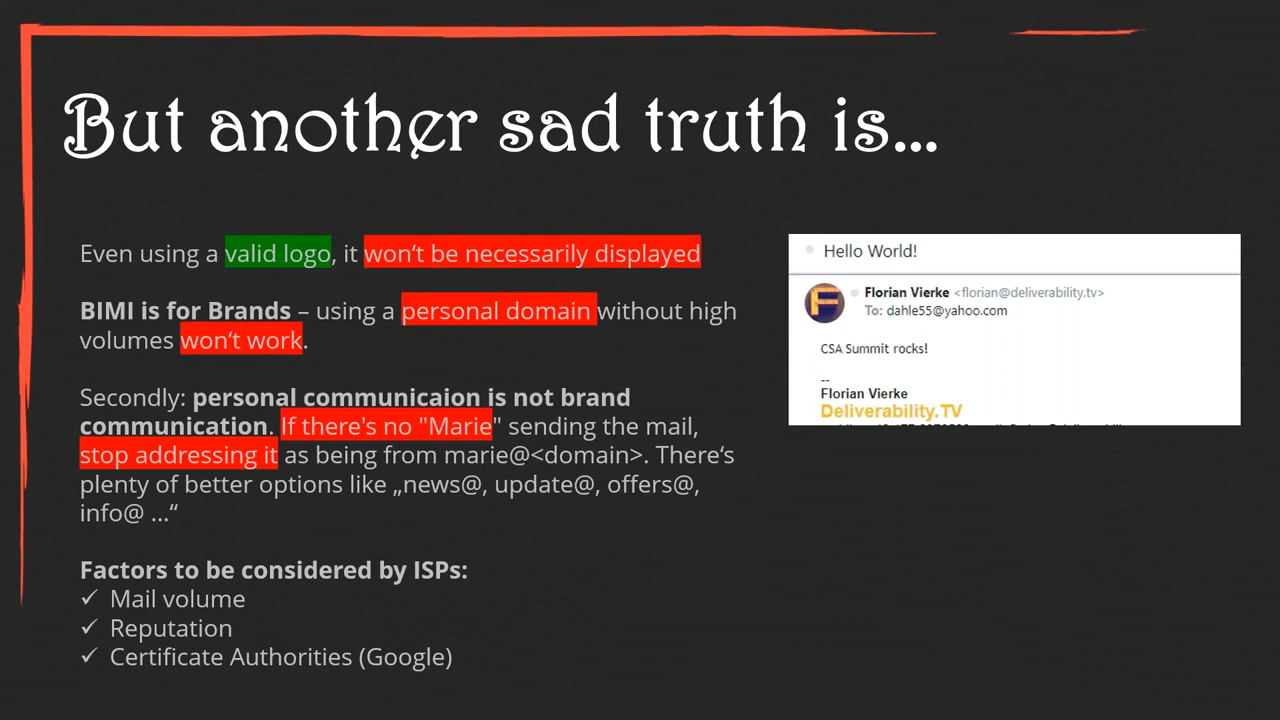 But another sad truth is...
Even using a valid logo, it won‘t be necessarily displayed
BIMI is for Brands – using a personal domain without high
volumes won‘t work.
Secondly: personal communicaion is not brand
communication. If there's no "Marie" sending the mail,
stop addressing it as being from marie@<domain>. There‘s
plenty of better options like „news@, update@, offers@,
info@ ...“
Factors to be considered by ISPs:
✓ Mail volume
✓ Reputation
✓ Certificate Authorities (Google)
Hello World!
F
Florian Vierke <florian@deliverability.tv>
To: dahle55@yahoo.com
CSA Summit rocks!
--
Florian Vierke
Deliverability.TV